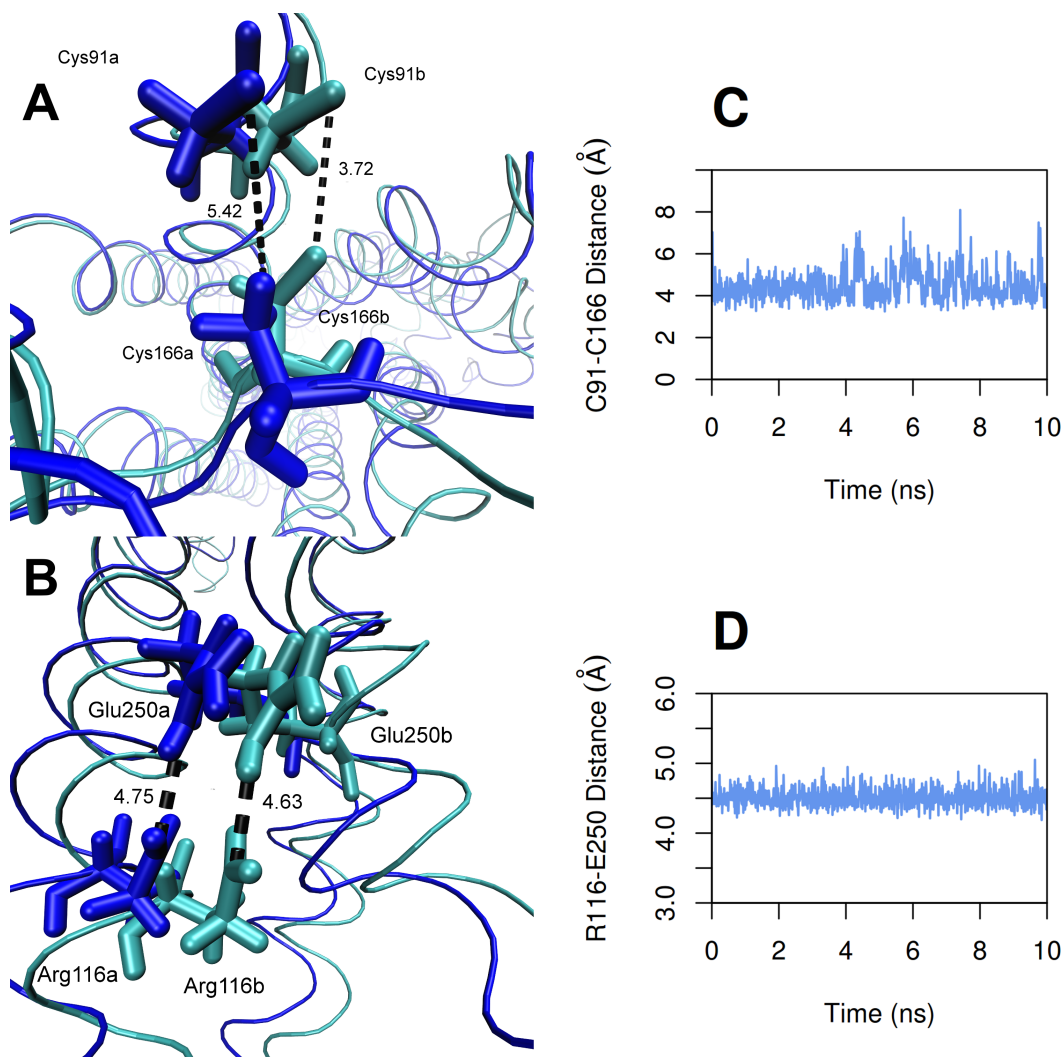 A
Cys91a
Cys91b
3.72
5.42
Cys166b
Cys166a
B
Glu250a
Glu250b
4.75
4.63
Arg116a
Arg116b
C
C91-C166 Distance (Å)
8
6
4
2
0
0 2 4 6 8 10
Time (ns)
D
R116-E250 Distance (Å)
6.0
5.0
4.0
3.0
0 2 4 6 8 10
Time (ns)